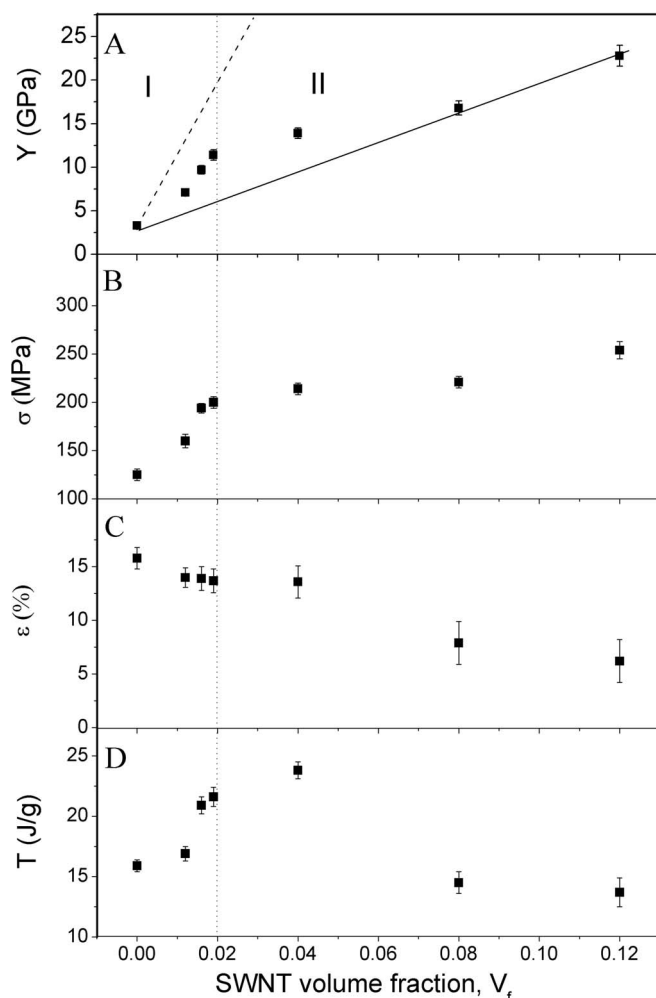 A
I
II
Y (GPa)
25
20
15
10
5
0
B
σ (MPa)
300
250
200
150
100
C
ε (%)
15
10
5
0
D
T (J/g)
25
20
15
10
0.00 0.02 0.04 0.06 0.08 0.10 0.12
SWNT volume fraction, V_f